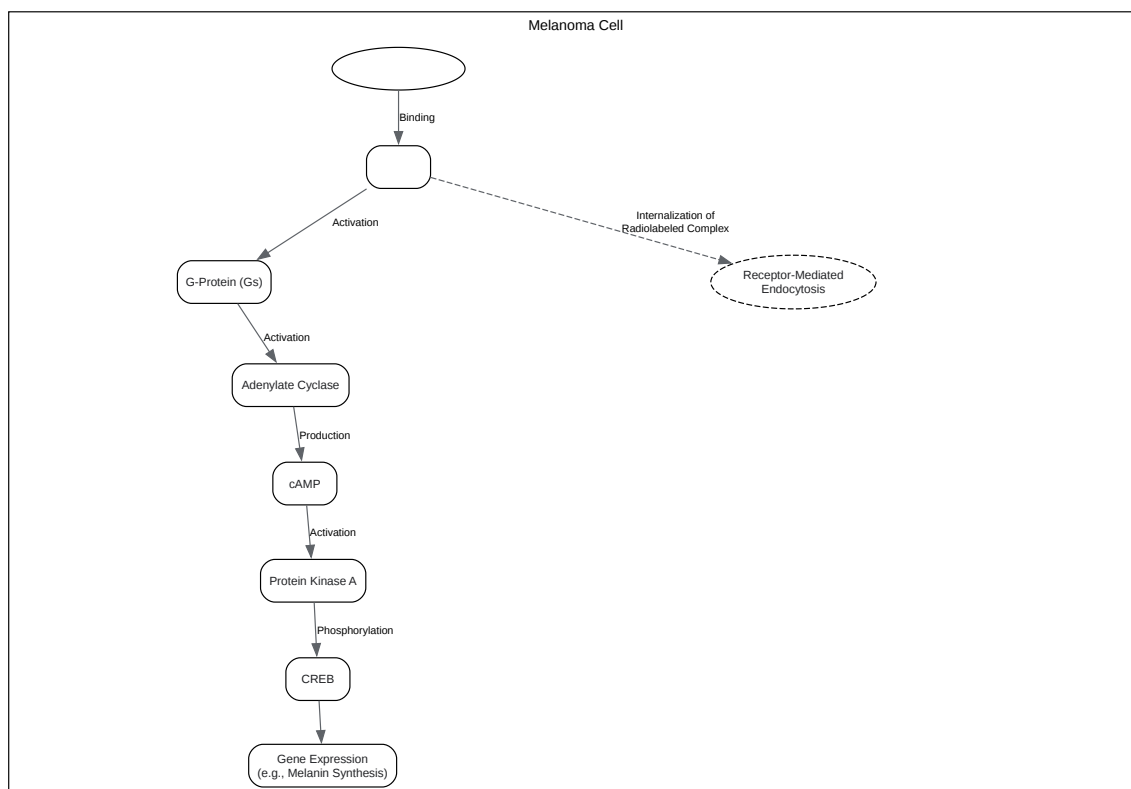 Melanoma Cell
Binding
Activation
Internalization of
Radiolabeled Complex
G-Protein (Gs)
Receptor-Mediated
Endocytosis
Activation
Adenylate Cyclase
Production
cAMP
Activation
Protein Kinase A
Phosphorylation
CREB
Gene Expression
(e.g., Melanin Synthesis)